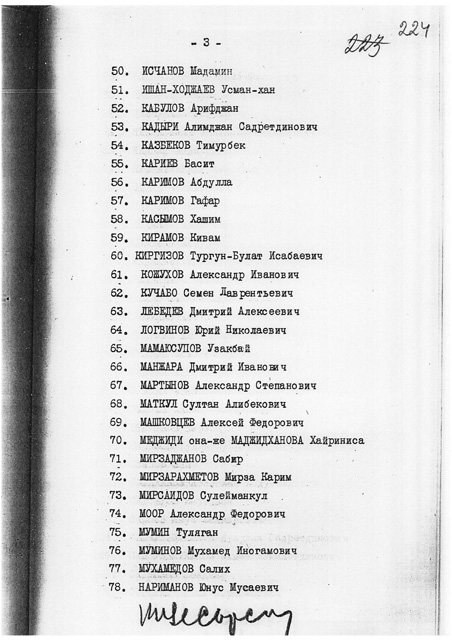 224
- 3 -
223
50. ИСЧАНОВ Мадамин
51. ИШАН-ХОДЖАЕВ Усман-хан
52. КАБУЛОВ Арифджан
53. КАДЫРИ Алимджан Садретдинович
54. КАЗБЕКОВ Тимурбек
55. КАРИЕВ Басит
56. КАРИМОВ Абдулла
57. КАРИМОВ Гафар
58. КАСЫМОВ Хашим
59. КИРАМОВ Кивам
60. КИРГИЗОВ Тургун-Булат Исабаевич
61. КОЖУХОВ Александр Иванович
62. КУЧАБО Семен Лаврентьевич
63. ЛЕБЕДЕВ Дмитрий Алексеевич
64. ЛОГВИНОВ Юрий Николаевич
65. МАМАЮСУПОВ Узакбай
66. МАНЖАРА Дмитрий Иванович
67. МАРТЫНОВ Александр Степанович
68. МАТКУЛ Султан Алибекович
69. МАШКОВЦЕВ Алексей Федорович
70. МЕДЖИДИ она-же МАДЖИДХАНОВА Хайриниса
71. МИРЗАДЖАНОВ Сабир
72. МИРЗАРАХМЕТОВ Мирза Карим
73. МИРСАИДОВ Сулейманкул
74. МООР Александр Федорович
75. МУМИН Туляган
76. МУМИНОВ Мухамед Иногамович
77. МУХАМЕДОВ Салих
78. НАРИМАНОВ Юнус Мусаевич